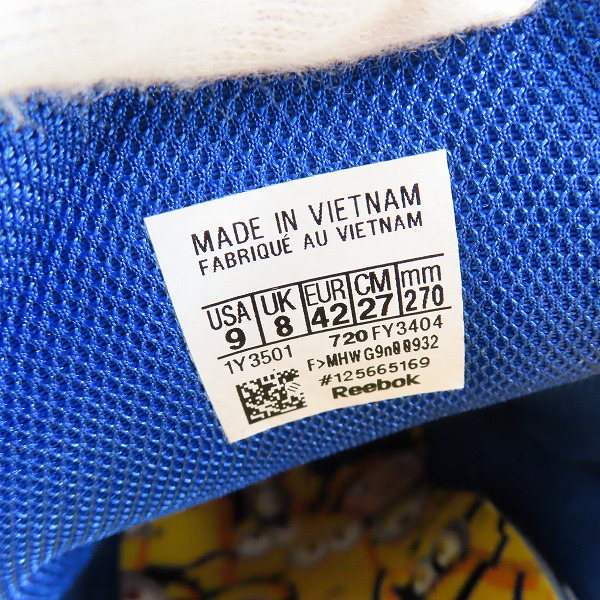 MADE IN VIETNAM
FABRIQUÉ AU VIETNAM
USA UK EUR CM mm
9 8 42 27 270
1Y3501 720 FY3404
F>MHWG9n00932
#125665169
Reebok